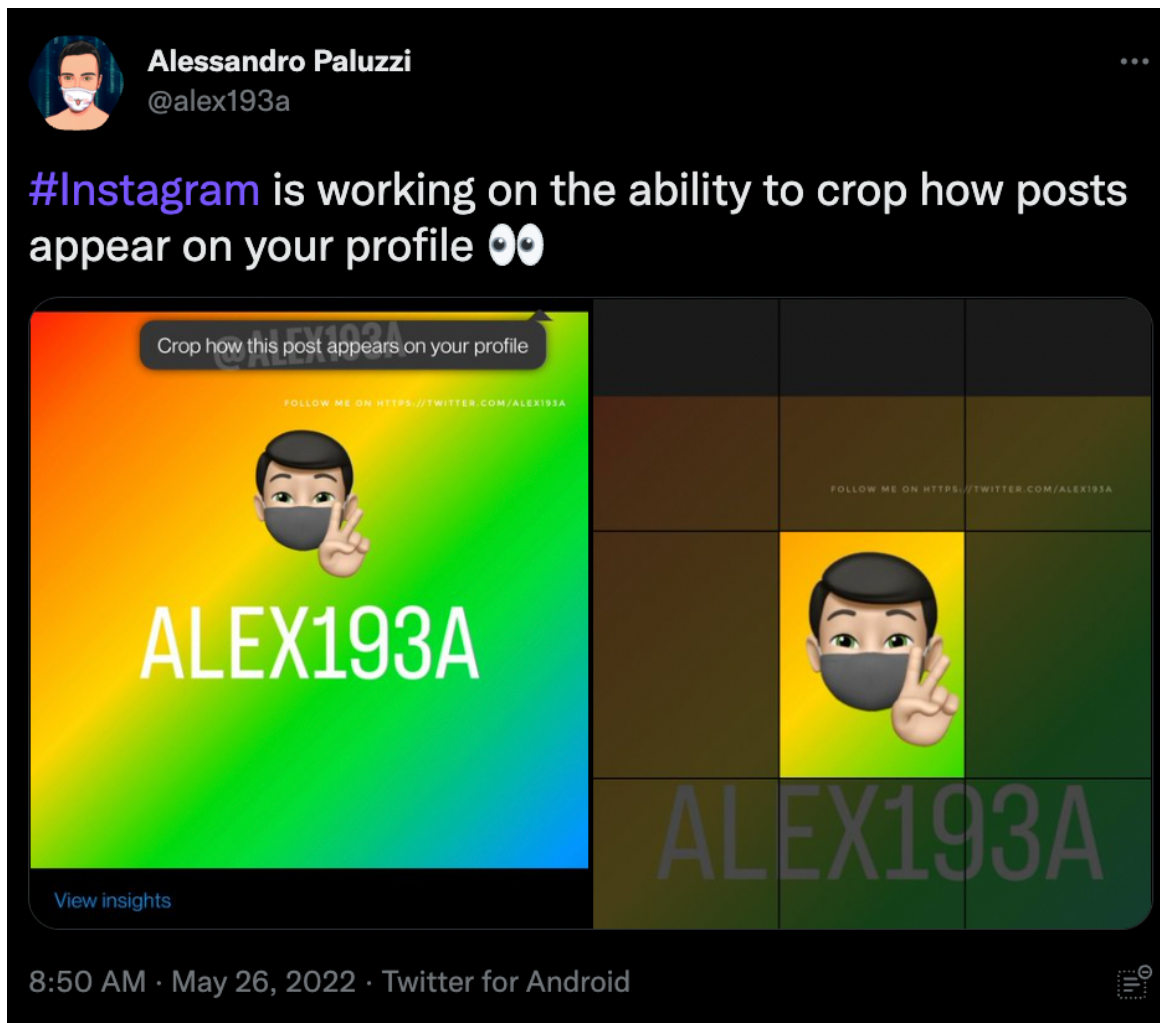 Alessandro Paluzzi
@alex193a
#Instagram is working on the ability to crop how posts
appear on your profile 👀
@ALEX193A
Crop how this post appears on your profile
FOLLOW ME ON HTTPS://TWITTER.COM/ALEX193A
ALEX193A
View insights
FOLLOW ME ON HTTPS://TWITTER.COM/ALEX193A
ALEX193A
8:50 AM · May 26, 2022 · Twitter for Android